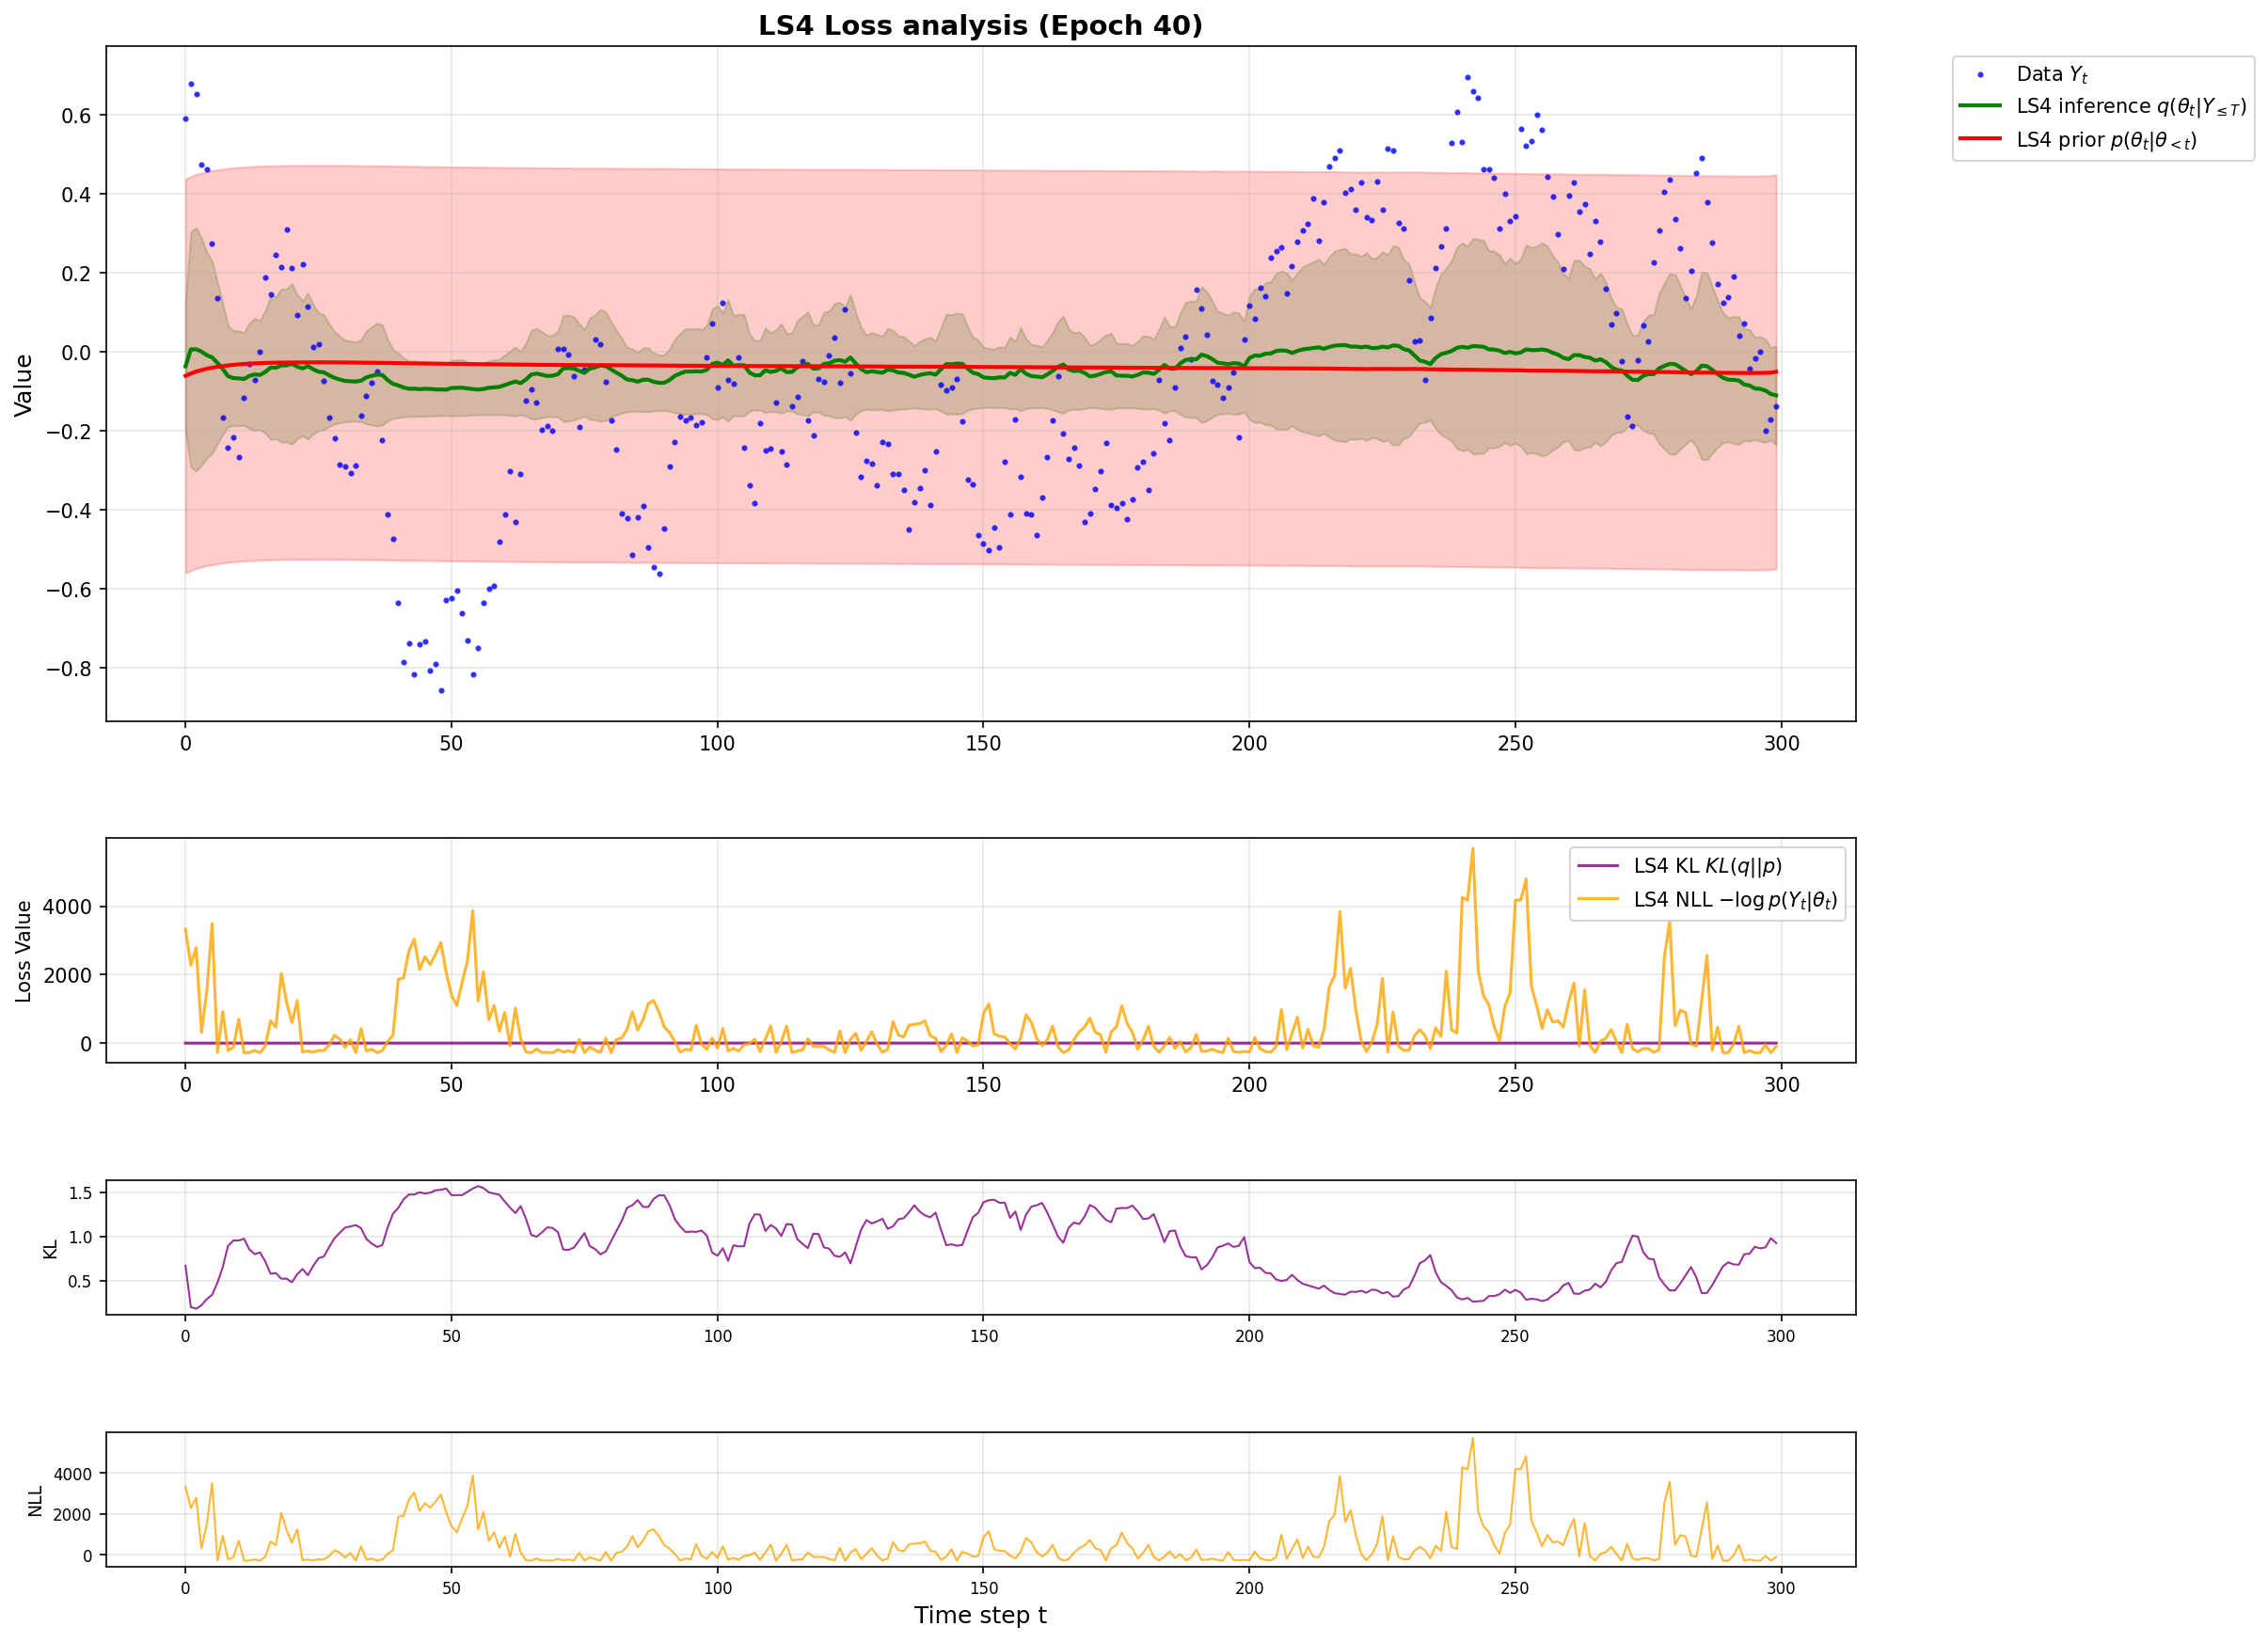 LS4 Loss analysis (Epoch 40)
Data Y_t
LS4 inference q(θ_t|Y_{≤T})
LS4 prior p(θ_t|θ_{<t})
Value
0.6
0.4
0.2
0.0
−0.2
−0.4
−0.6
−0.8
0 50 100 150 200 250 300
LS4 KL KL(q||p)
LS4 NLL −log p(Y_t|θ_t)
Loss Value
4000
2000
0
0 50 100 150 200 250 300
KL
1.5
1.0
0.5
0 50 100 150 200 250 300
NLL
4000
2000
0
0 50 100 150 200 250 300
Time step t